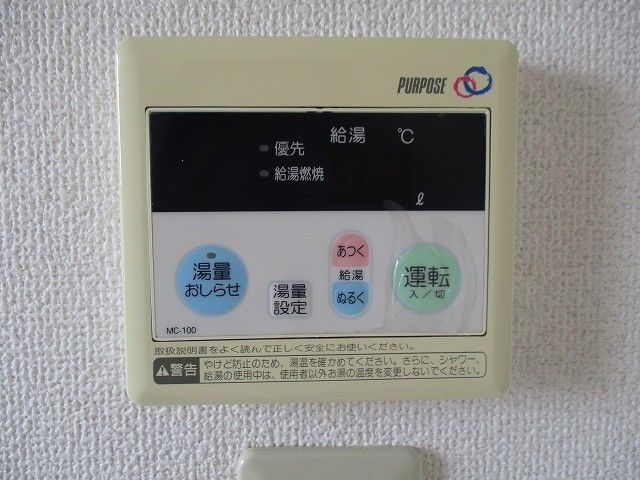 PURPOSE
給湯 ℃
優先
給湯燃焼
ℓ
湯量
おしらせ
湯量
設定
あつく
給湯
ぬるく
運転
入／切
MC-100
取扱説明書をよく読んで正しく安全にお使いください。
警告
やけど防止のため、湯温を確かめてください。さらに、シャワー、
給湯の使用中は、使用者以外お湯の温度を変更しないでください。